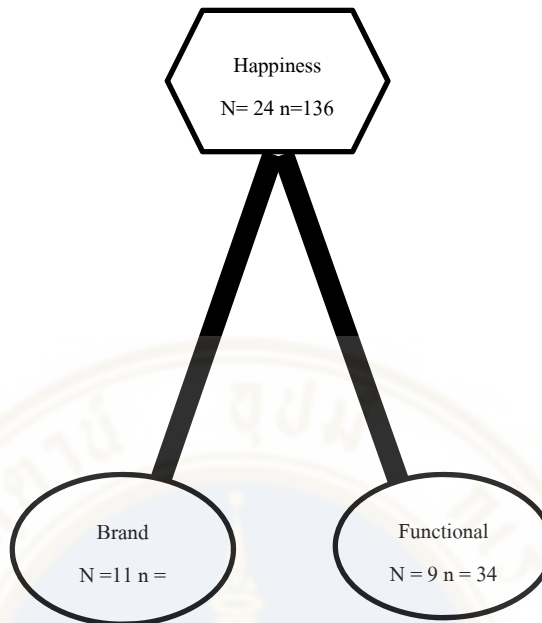 Happiness
N= 24 n=136
Brand
N =11 n =
Functional
N = 9 n = 34